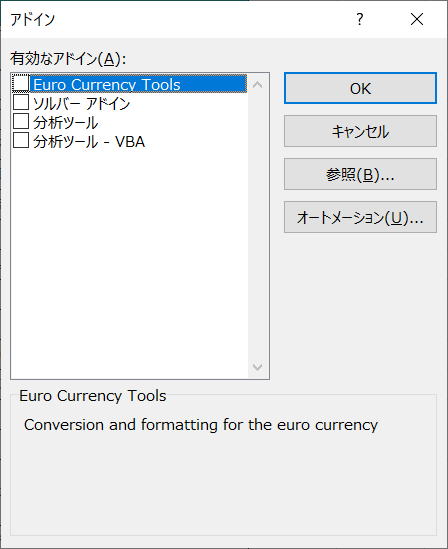 アドイン
?
有効なアドイン(A):
Euro Currency Tools
ソルバー アドイン
分析ツール
分析ツール - VBA
OK
キャンセル
参照(B)...
オートメーション(U)...
Euro Currency Tools
Conversion and formatting for the euro currency